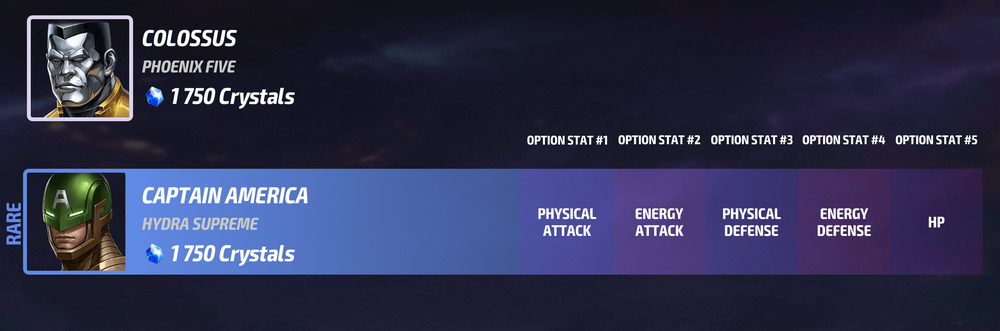 COLOSSUS
PHOENIX FIVE
1 750 Crystals
OPTION STAT #1 OPTION STAT #2 OPTION STAT #3 OPTION STAT #4 OPTION STAT #5
RARE
A
CAPTAIN AMERICA
HYDRA SUPREME
1 750 Crystals
PHYSICAL ATTACK
ENERGY ATTACK
PHYSICAL DEFENSE
ENERGY DEFENSE
HP